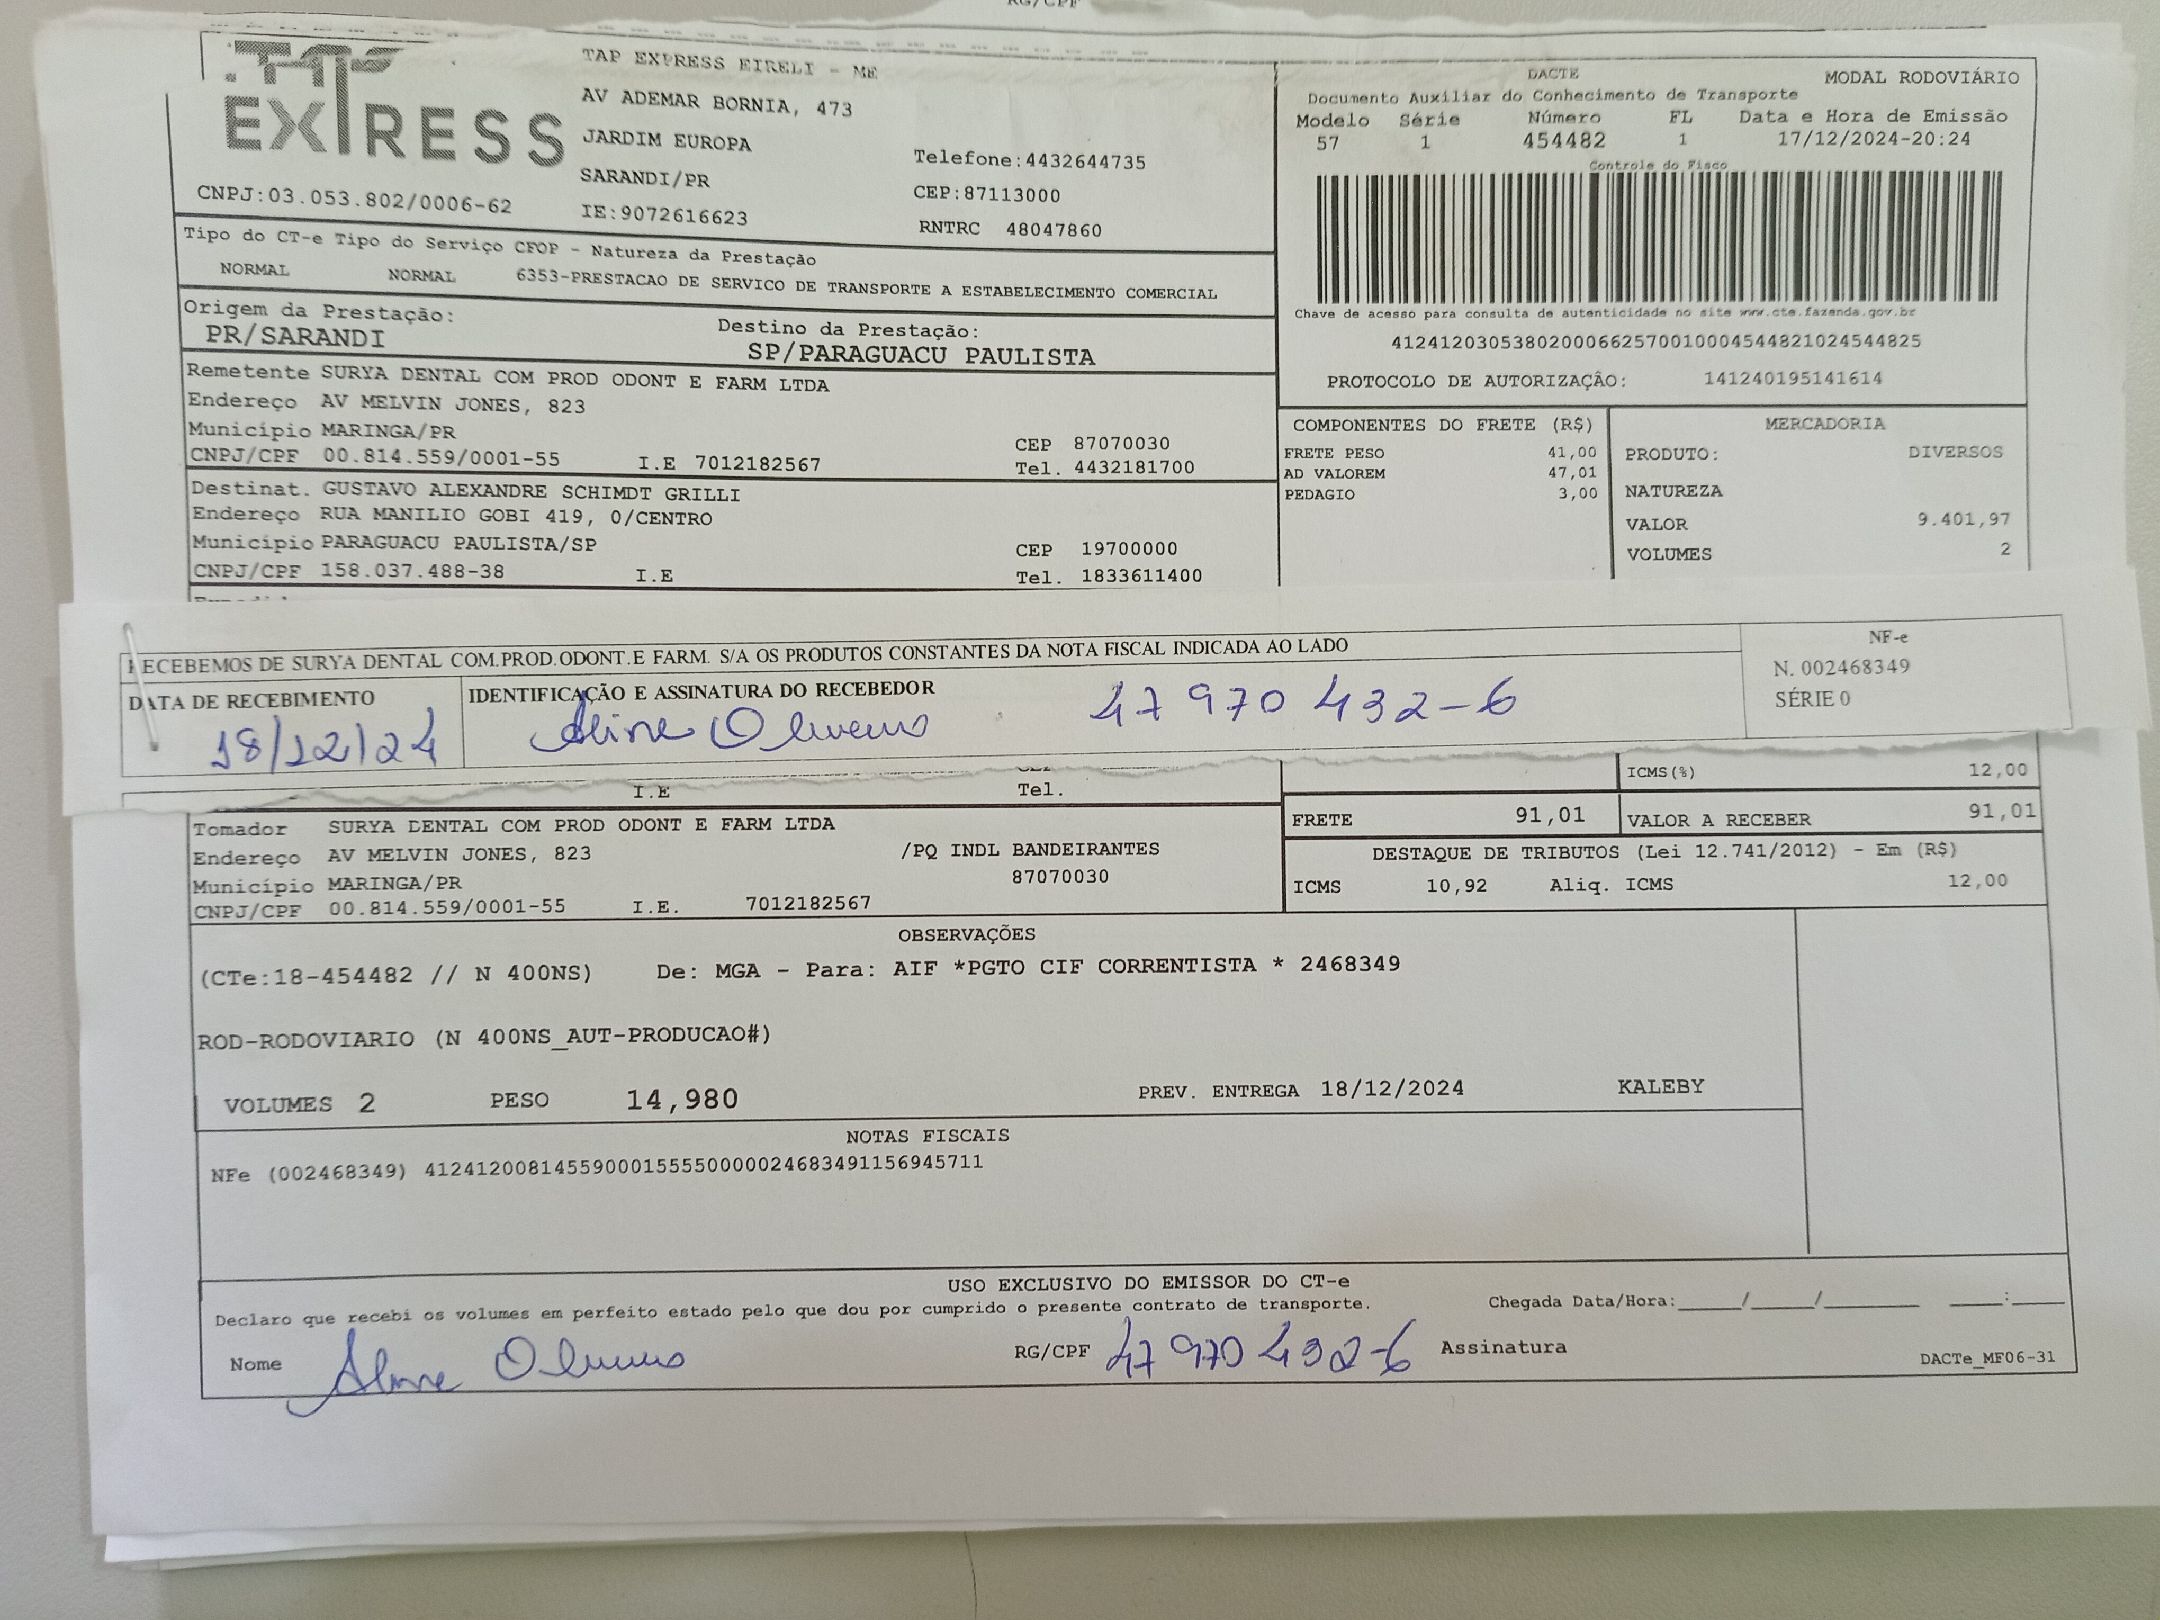 RG/CPF
TAP EXPRESS
TAP EXPRESS EIRELI - ME
AV ADEMAR BORNIA, 473
JARDIM EUROPA
SARANDI/PR
Telefone:4432644735
CEP:87113000
CNPJ:03.053.802/0006-62
IE:9072616623
RNTRC 48047860
DACTE
MODAL RODOVIÁRIO
Documento Auxiliar do Conhecimento de Transporte
Modelo Série Número FL Data e Hora de Emissão
57 1 454482 1 17/12/2024-20:24
Controle do Fisco
Chave de acesso para consulta de autenticidade no site www.cte.fazenda.gov.br
41241203053802000662570010004544821024544825
PROTOCOLO DE AUTORIZAÇÃO: 141240195141614
Tipo do CT-e Tipo do Serviço CFOP - Natureza da Prestação
NORMAL NORMAL 6353-PRESTACAO DE SERVICO DE TRANSPORTE A ESTABELECIMENTO COMERCIAL
Origem da Prestação: Destino da Prestação:
PR/SARANDI SP/PARAGUACU PAULISTA
Remetente SURYA DENTAL COM PROD ODONT E FARM LTDA
Endereço AV MELVIN JONES, 823
Município MARINGA/PR CEP 87070030
CNPJ/CPF 00.814.559/0001-55 I.E 7012182567 Tel. 4432181700
Destinat. GUSTAVO ALEXANDRE SCHIMDT GRILLI
Endereço RUA MANILIO GOBI 419, 0/CENTRO
Município PARAGUACU PAULISTA/SP CEP 19700000
CNPJ/CPF 158.037.488-38 I.E Tel. 1833611400
COMPONENTES DO FRETE (R$)
FRETE PESO 41,00
AD VALOREM 47,01
PEDAGIO 3,00
MERCADORIA
PRODUTO: DIVERSOS
NATUREZA
VALOR 9.401,97
VOLUMES 2
RECEBEMOS DE SURYA DENTAL COM.PROD.ODONT.E FARM. S/A OS PRODUTOS CONSTANTES DA NOTA FISCAL INDICADA AO LADO
DATA DE RECEBIMENTO
18/12/24
IDENTIFICAÇÃO E ASSINATURA DO RECEBEDOR
Aline Oliveira 47 970 432-6
NF-e
N. 002468349
SÉRIE 0
I.E Tel.
ICMS(%) 12,00
FRETE 91,01 VALOR A RECEBER 91,01
Tomador SURYA DENTAL COM PROD ODONT E FARM LTDA
Endereço AV MELVIN JONES, 823 /PQ INDL BANDEIRANTES
Município MARINGA/PR 87070030
CNPJ/CPF 00.814.559/0001-55 I.E. 7012182567
DESTAQUE DE TRIBUTOS (Lei 12.741/2012) - Em (R$)
ICMS 10,92 Aliq. ICMS 12,00
OBSERVAÇÕES
(CTe:18-454482 // N 400NS) De: MGA - Para: AIF *PGTO CIF CORRENTISTA * 2468349
ROD-RODOVIARIO (N 400NS_AUT-PRODUCAO#)
VOLUMES 2 PESO 14,980 PREV. ENTREGA 18/12/2024 KALEBY
NOTAS FISCAIS
NFe (002468349) 41241200814559000155550000024683491156945711
USO EXCLUSIVO DO EMISSOR DO CT-e
Declaro que recebi os volumes em perfeito estado pelo que dou por cumprido o presente contrato de transporte. Chegada Data/Hora:_____/_____/________ ____:____
Nome Aline Oliveira RG/CPF 47 970 432-6 Assinatura
DACTe_MF06-31